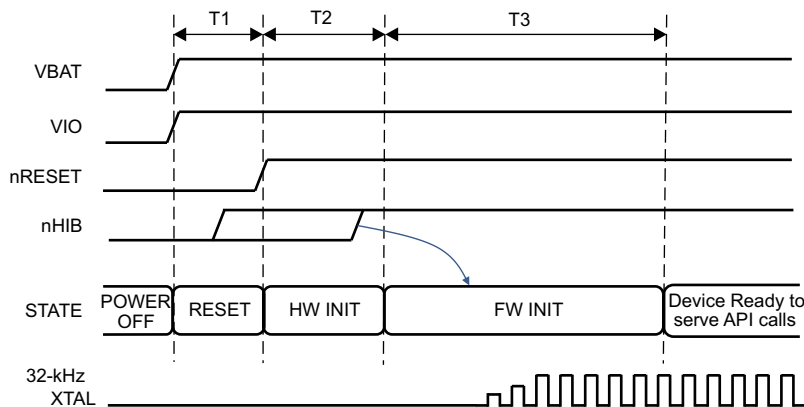 T1
T2
T3
VBAT
VIO
nRESET
nHIB
STATE
POWER
OFF
RESET
HW INIT
FW INIT
Device Ready to
serve API calls
32-kHz
XTAL